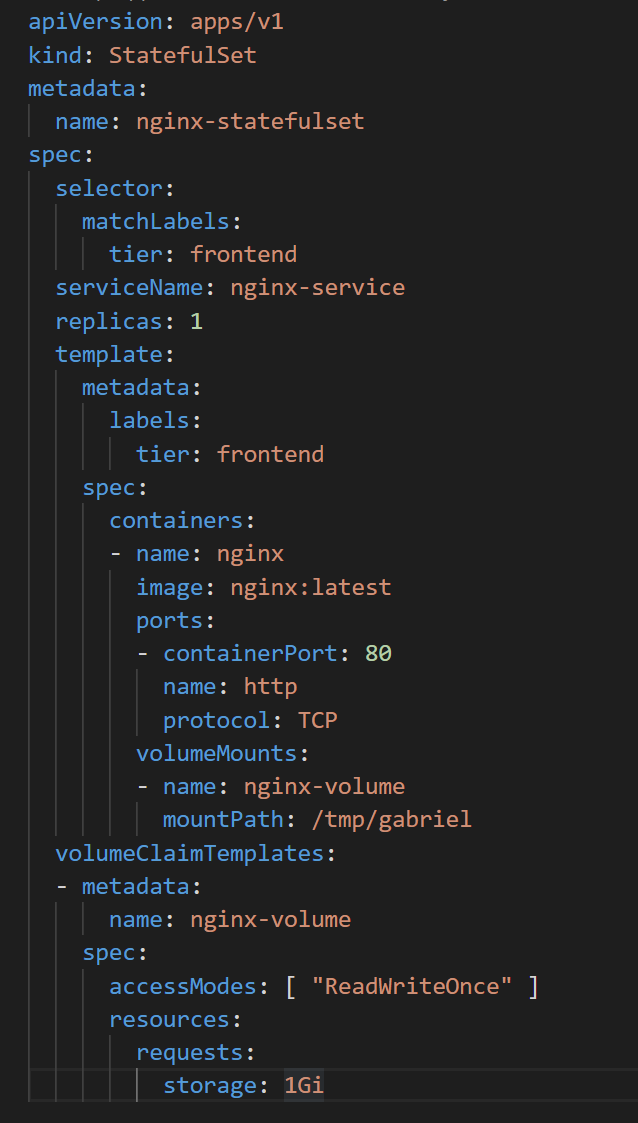 apiVersion: apps/v1
kind: StatefulSet
metadata:
  name: nginx-statefulset
spec:
  selector:
    matchLabels:
      tier: frontend
  serviceName: nginx-service
  replicas: 1
  template:
    metadata:
      labels:
        tier: frontend
    spec:
      containers:
      - name: nginx
        image: nginx:latest
        ports:
        - containerPort: 80
          name: http
          protocol: TCP
        volumeMounts:
        - name: nginx-volume
          mountPath: /tmp/gabriel
  volumeClaimTemplates:
  - metadata:
      name: nginx-volume
    spec:
      accessModes: [ "ReadWriteOnce" ]
      resources:
        requests:
          storage: 1Gi